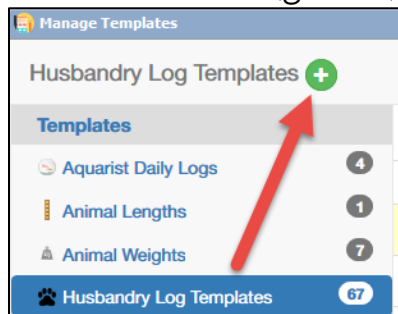 Manage Templates
Husbandry Log Templates
Templates
Aquarist Daily Logs 4
Animal Lengths 1
Animal Weights 7
Husbandry Log Templates 67